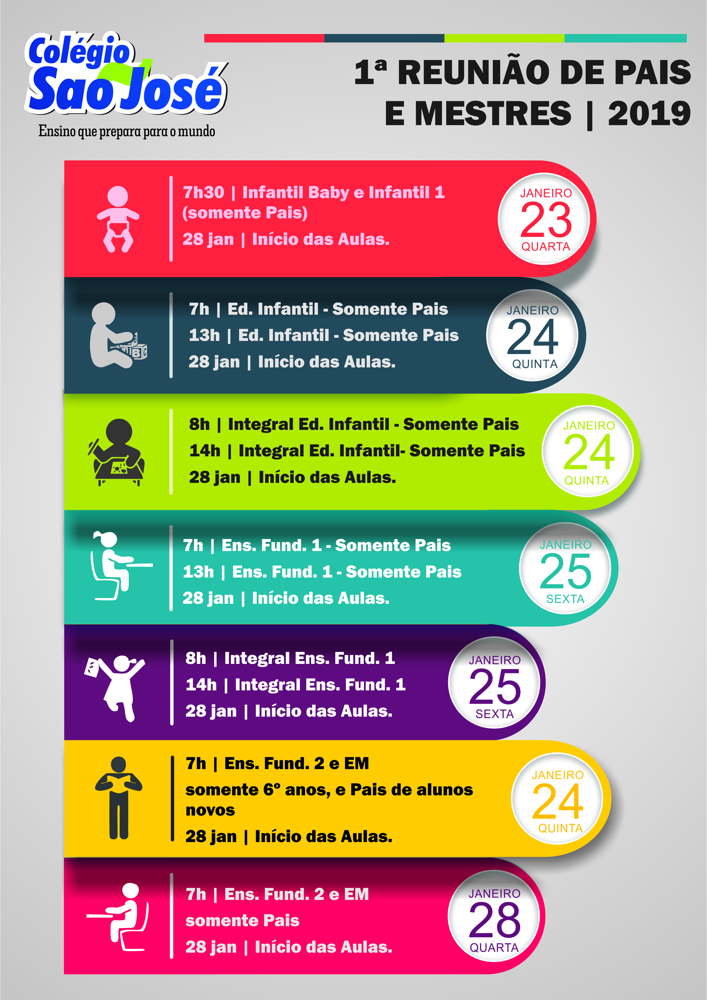 Colégio
Sao José
Ensino que prepara para o mundo
1ª REUNIÃO DE PAIS
E MESTRES | 2019
7h30 | Infantil Baby e Infantil 1
(somente Pais)
28 jan | Início das Aulas.
JANEIRO
23
QUARTA
7h | Ed. Infantil - Somente Pais
13h | Ed. Infantil - Somente Pais
28 jan | Início das Aulas.
JANEIRO
24
QUINTA
8h | Integral Ed. Infantil - Somente Pais
14h | Integral Ed. Infantil- Somente Pais
28 jan | Início das Aulas.
JANEIRO
24
QUINTA
7h | Ens. Fund. 1 - Somente Pais
13h | Ens. Fund. 1 - Somente Pais
28 jan | Início das Aulas.
JANEIRO
25
SEXTA
8h | Integral Ens. Fund. 1
14h | Integral Ens. Fund. 1
28 jan | Início das Aulas.
JANEIRO
25
SEXTA
7h | Ens. Fund. 2 e EM
somente 6º anos, e Pais de alunos
novos
28 jan | Início das Aulas.
JANEIRO
24
QUINTA
7h | Ens. Fund. 2 e EM
somente Pais
28 jan | Início das Aulas.
JANEIRO
28
QUARTA